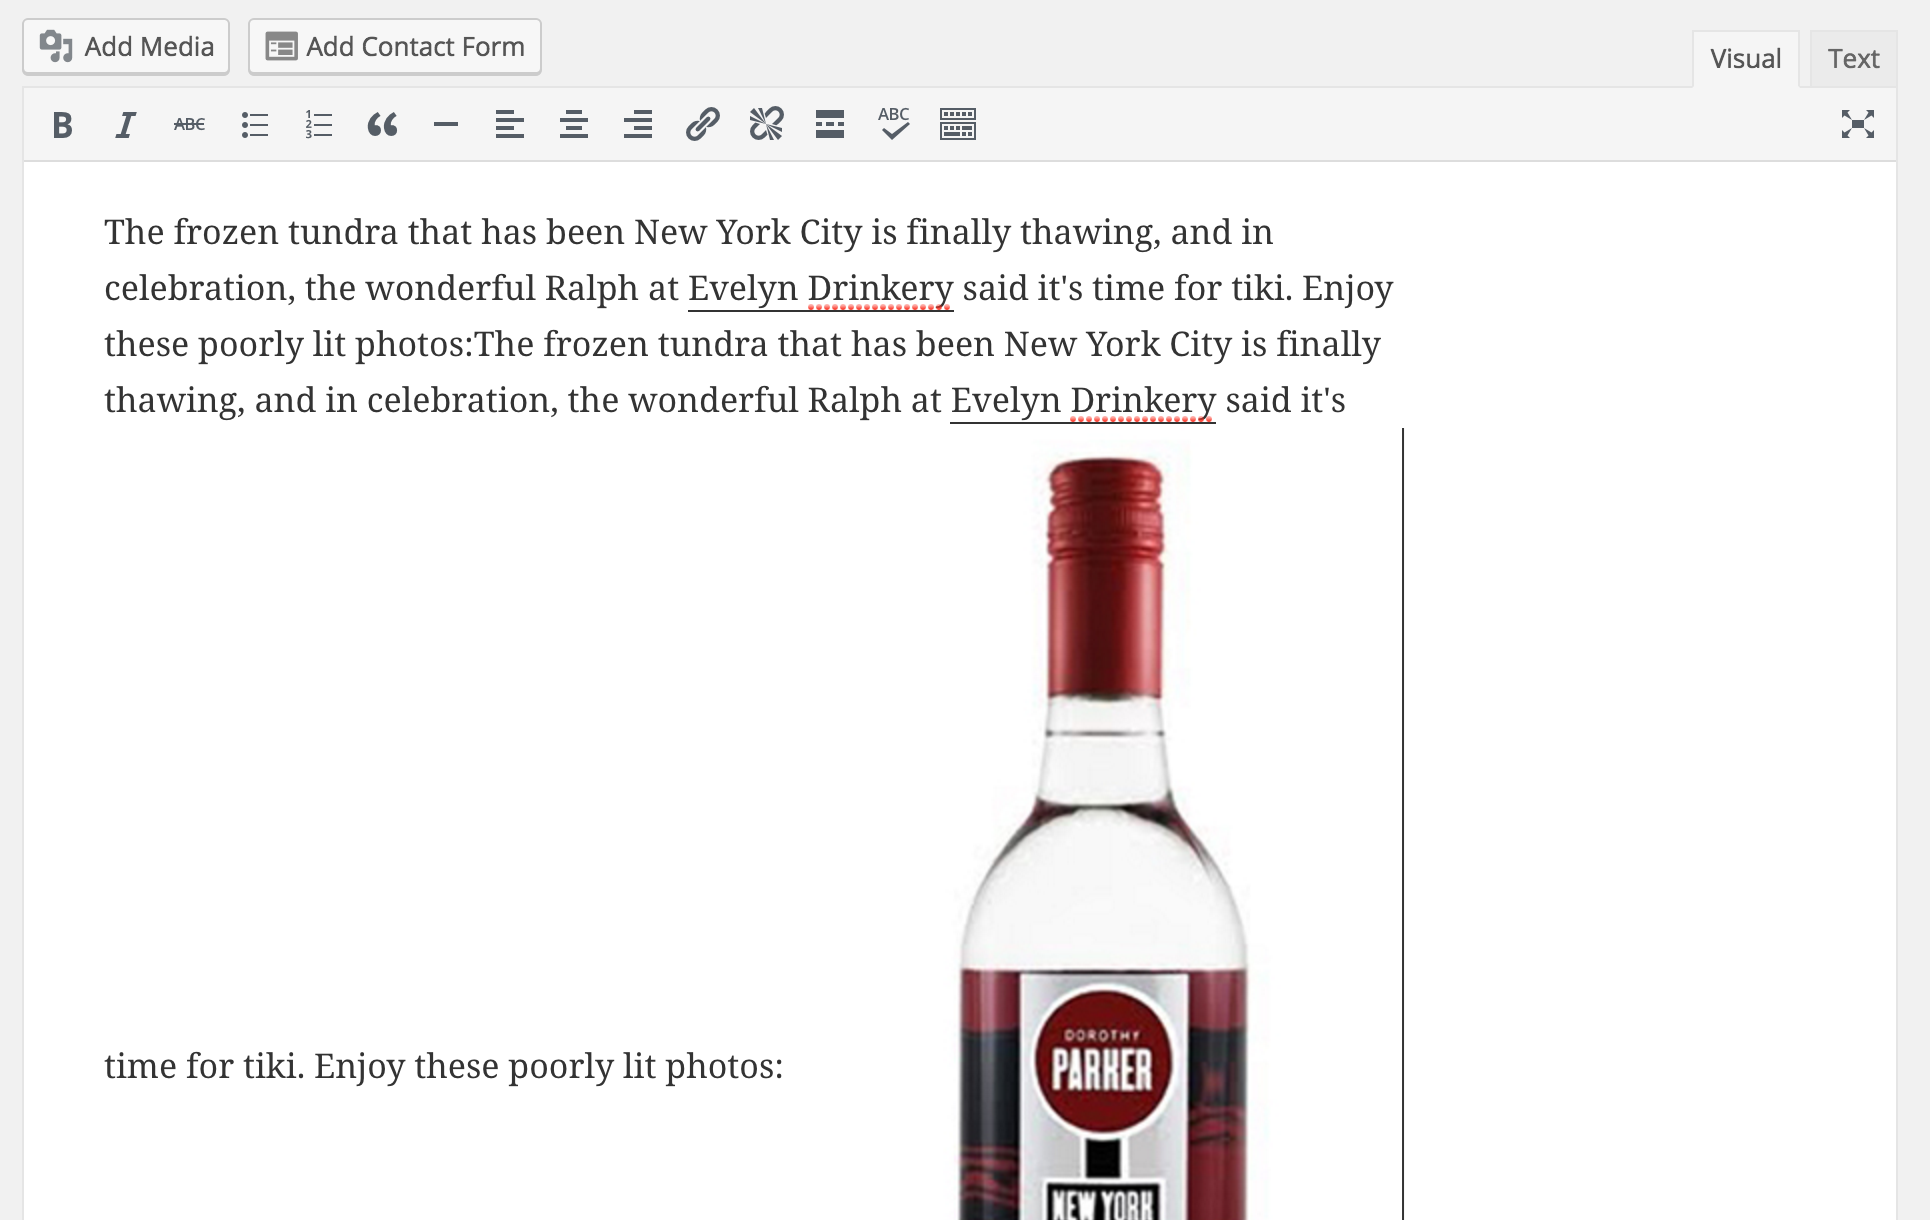 Add Media
Add Contact Form
Visual
Text
B I ABC
1
2
3
ABC
The frozen tundra that has been New York City is finally thawing, and in
celebration, the wonderful Ralph at Evelyn Drinkery said it's time for tiki. Enjoy
these poorly lit photos:The frozen tundra that has been New York City is finally
thawing, and in celebration, the wonderful Ralph at Evelyn Drinkery said it's
time for tiki. Enjoy these poorly lit photos:
DOROTHY
PARKER
NEW YORK